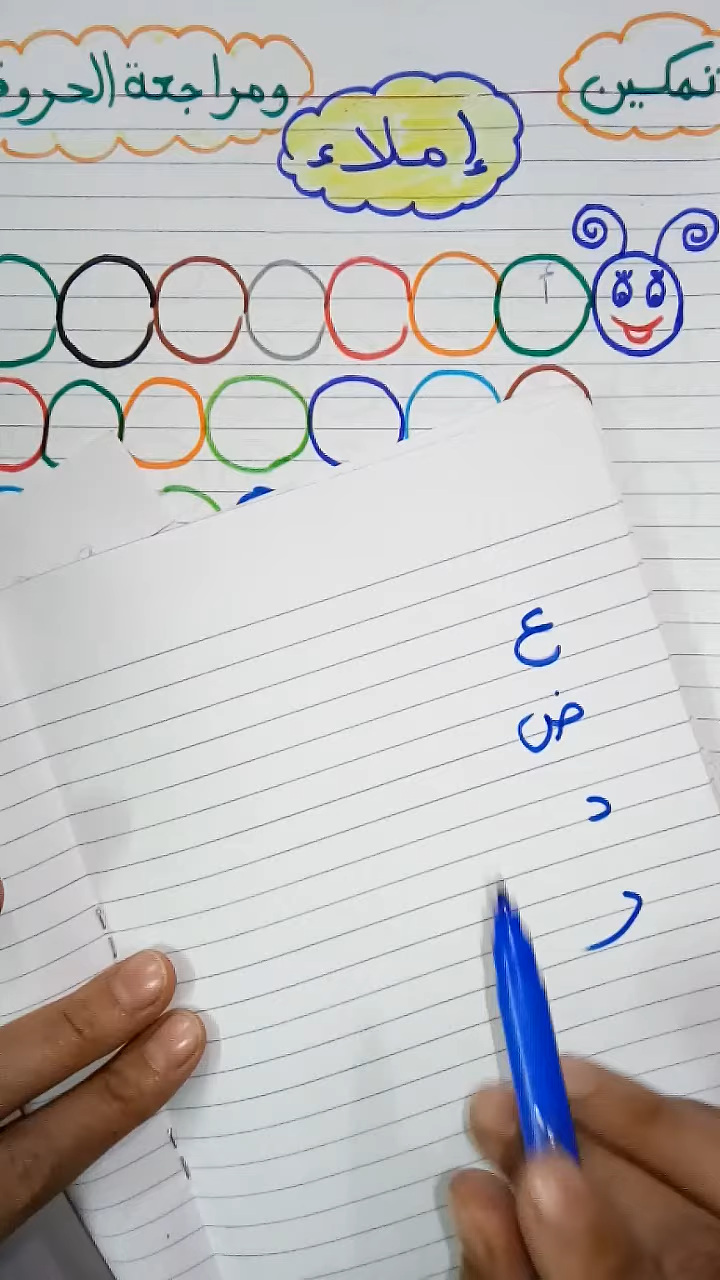 تمكين
ومراجعة الحروف
إملاء
ع
ض
د
ر